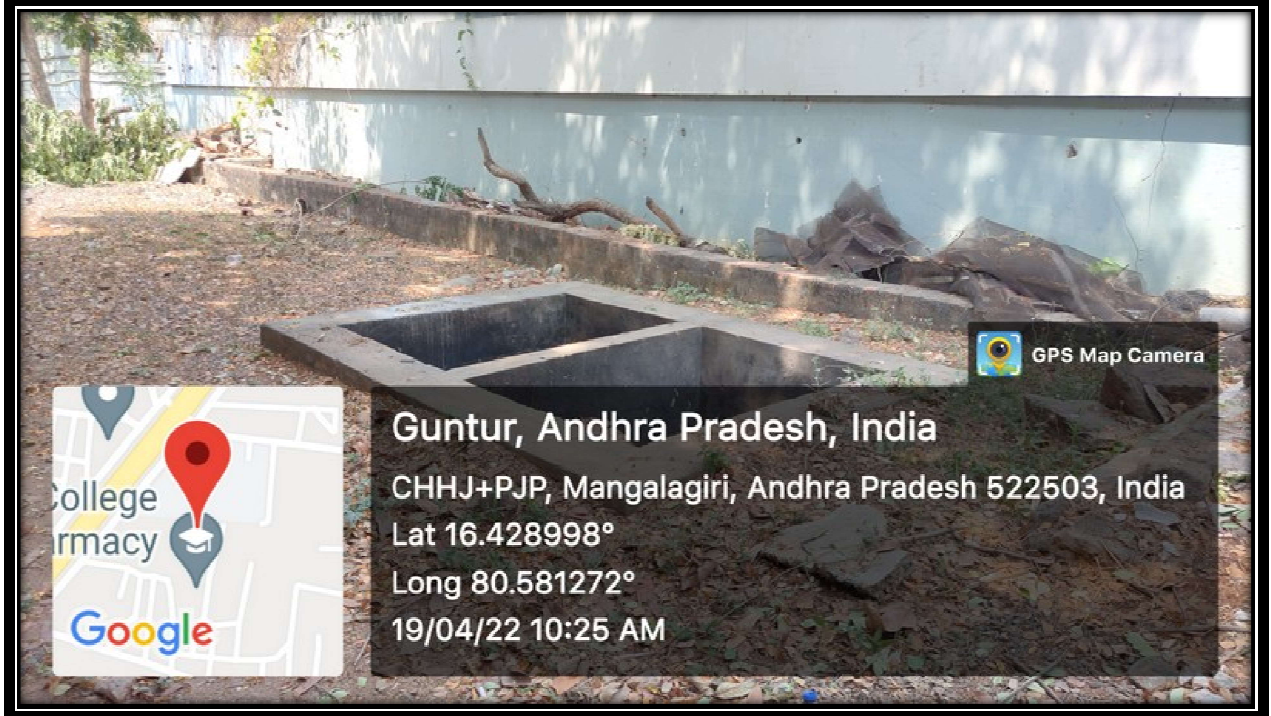 GPS Map Camera
Guntur, Andhra Pradesh, India
CHHJ+PJP, Mangalagiri, Andhra Pradesh 522503, India
Lat 16.428998°
Long 80.581272°
19/04/22 10:25 AM
College
rmacy
Google